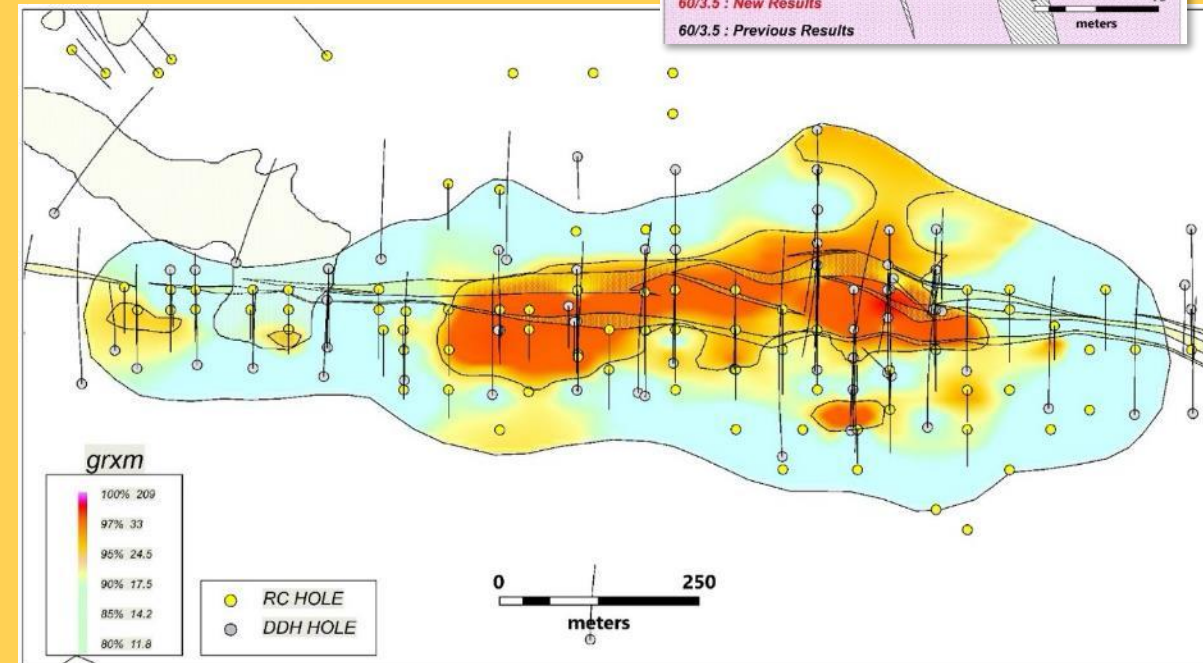 60/3.5 : New Results
60/3.5 : Previous Results
meters
grxm
100% 209
97% 33
95% 24.5
90% 17.5
85% 14.2
80% 11.8
RC HOLE
DDH HOLE
0 250
meters